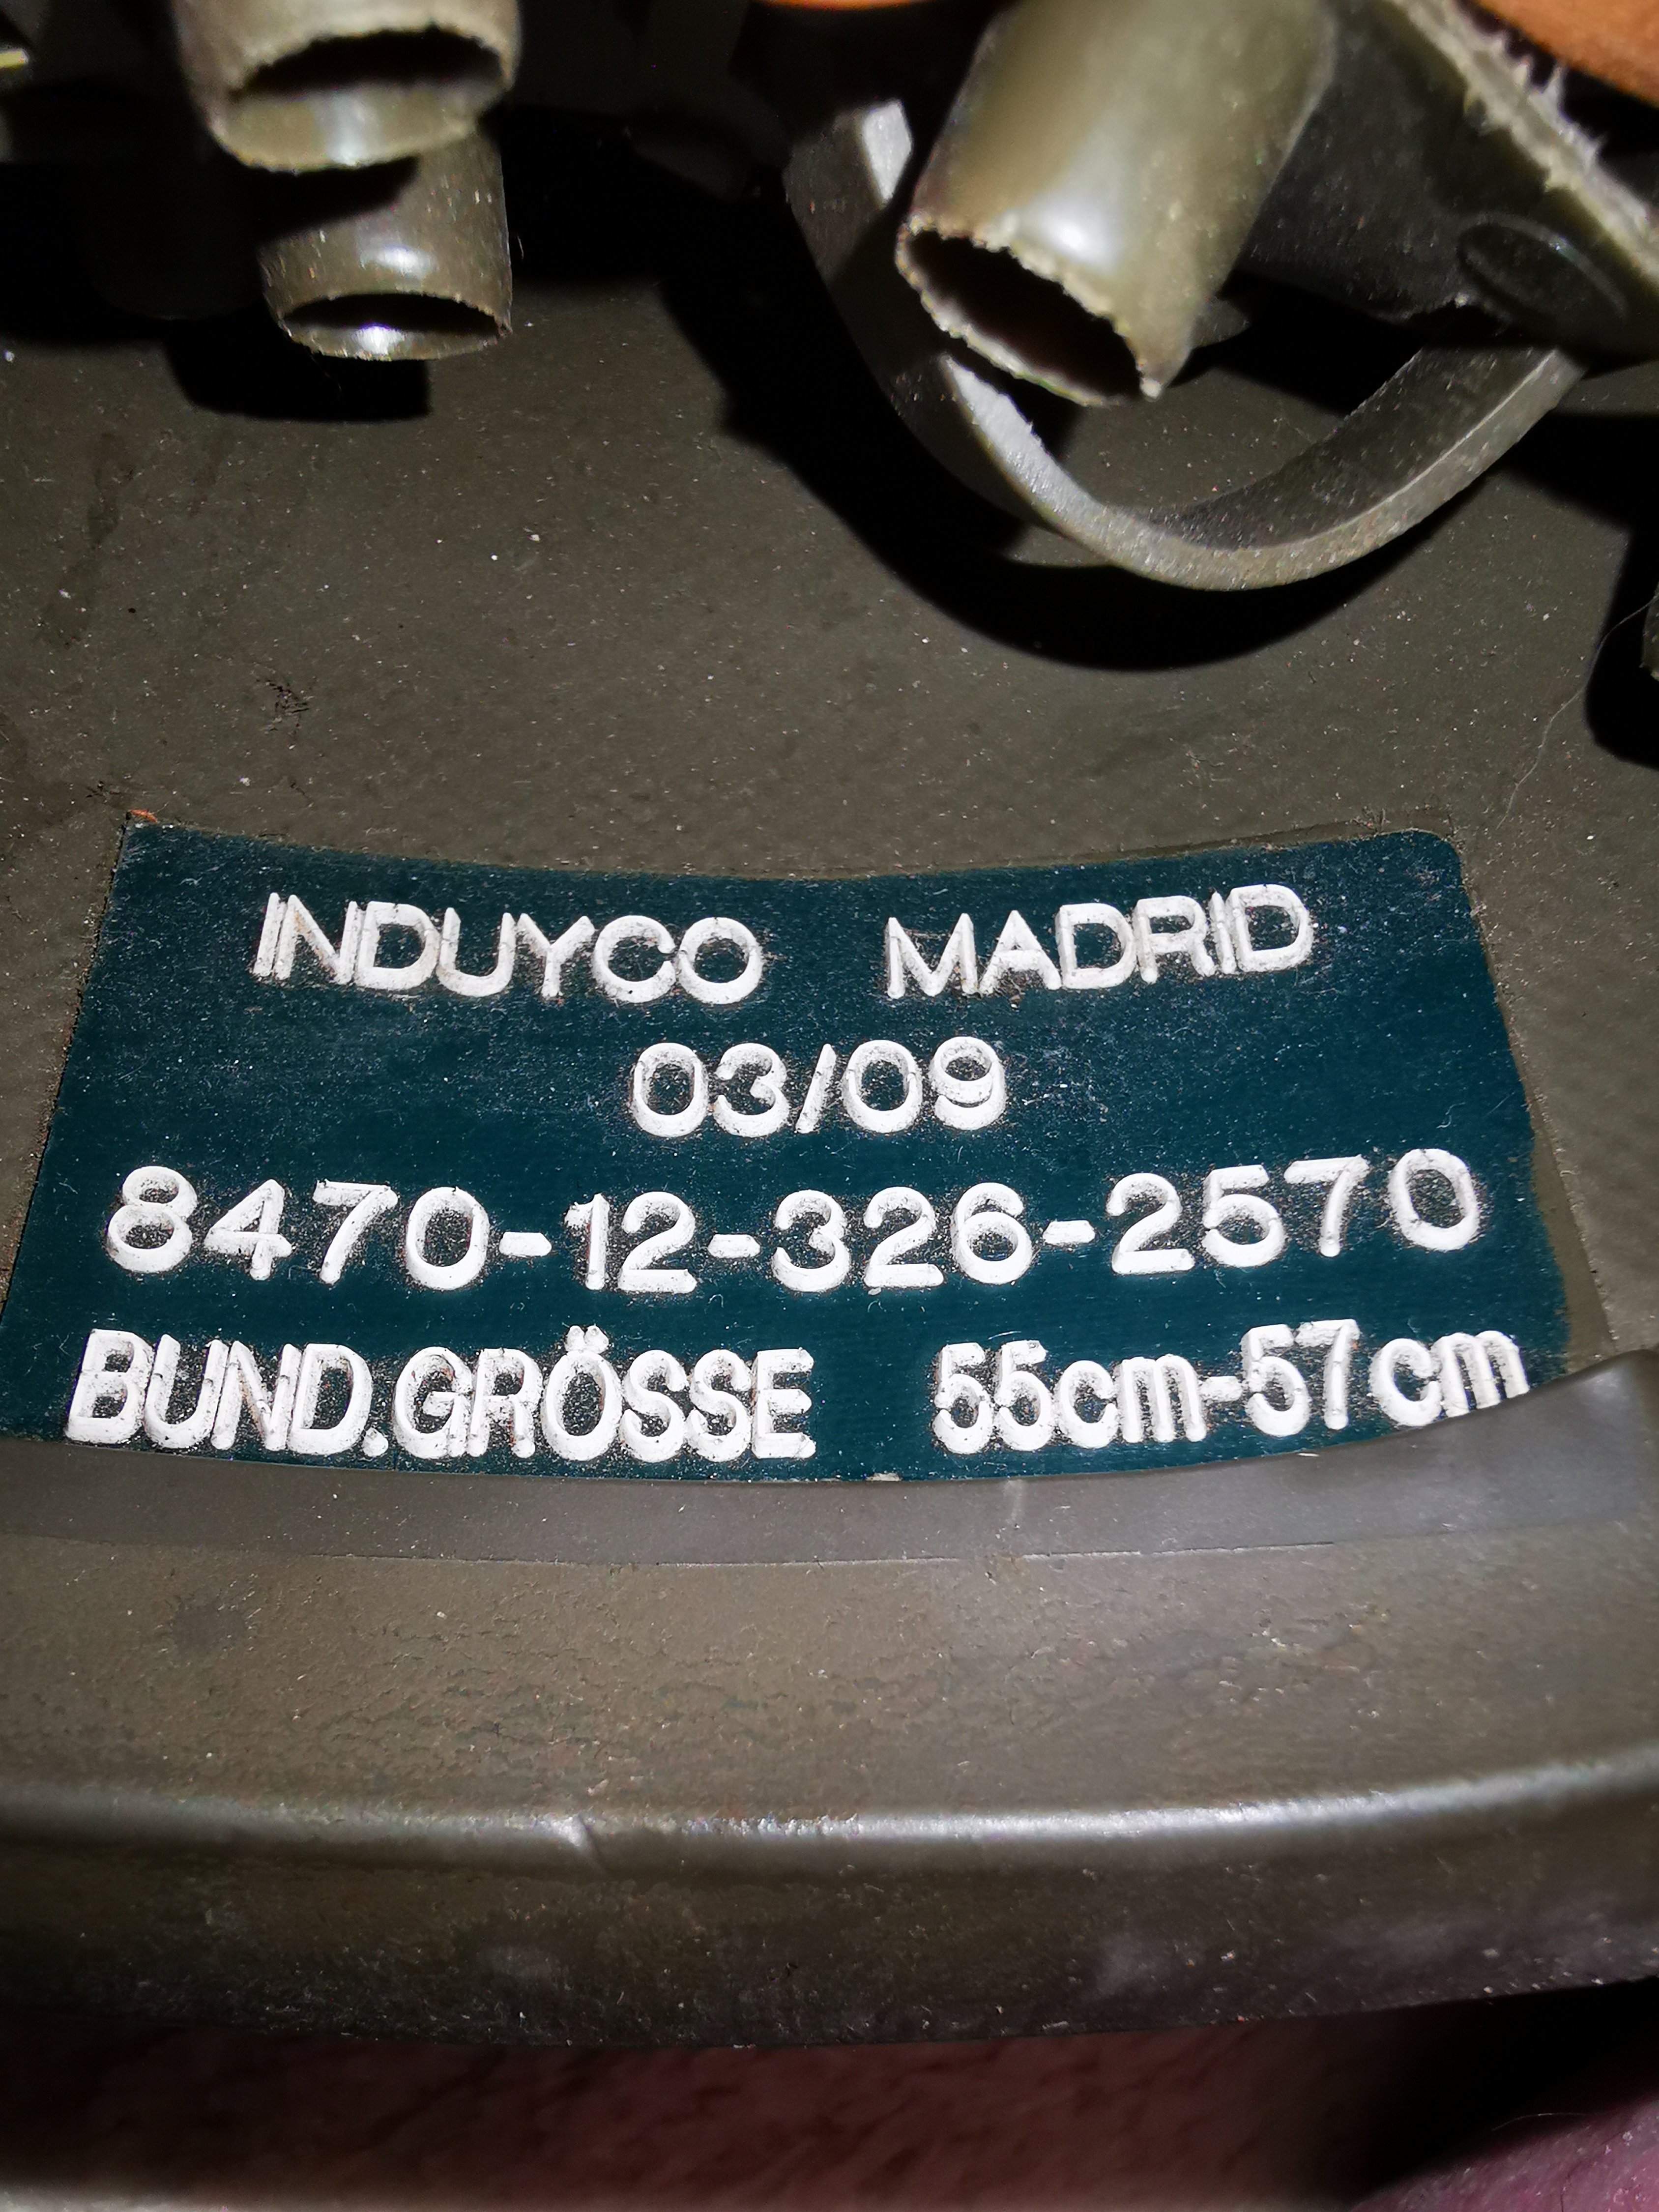 INDUYCO MADRID
03/09
8470-12-326-2570
BUND.GRÖSSE 55cm-57cm